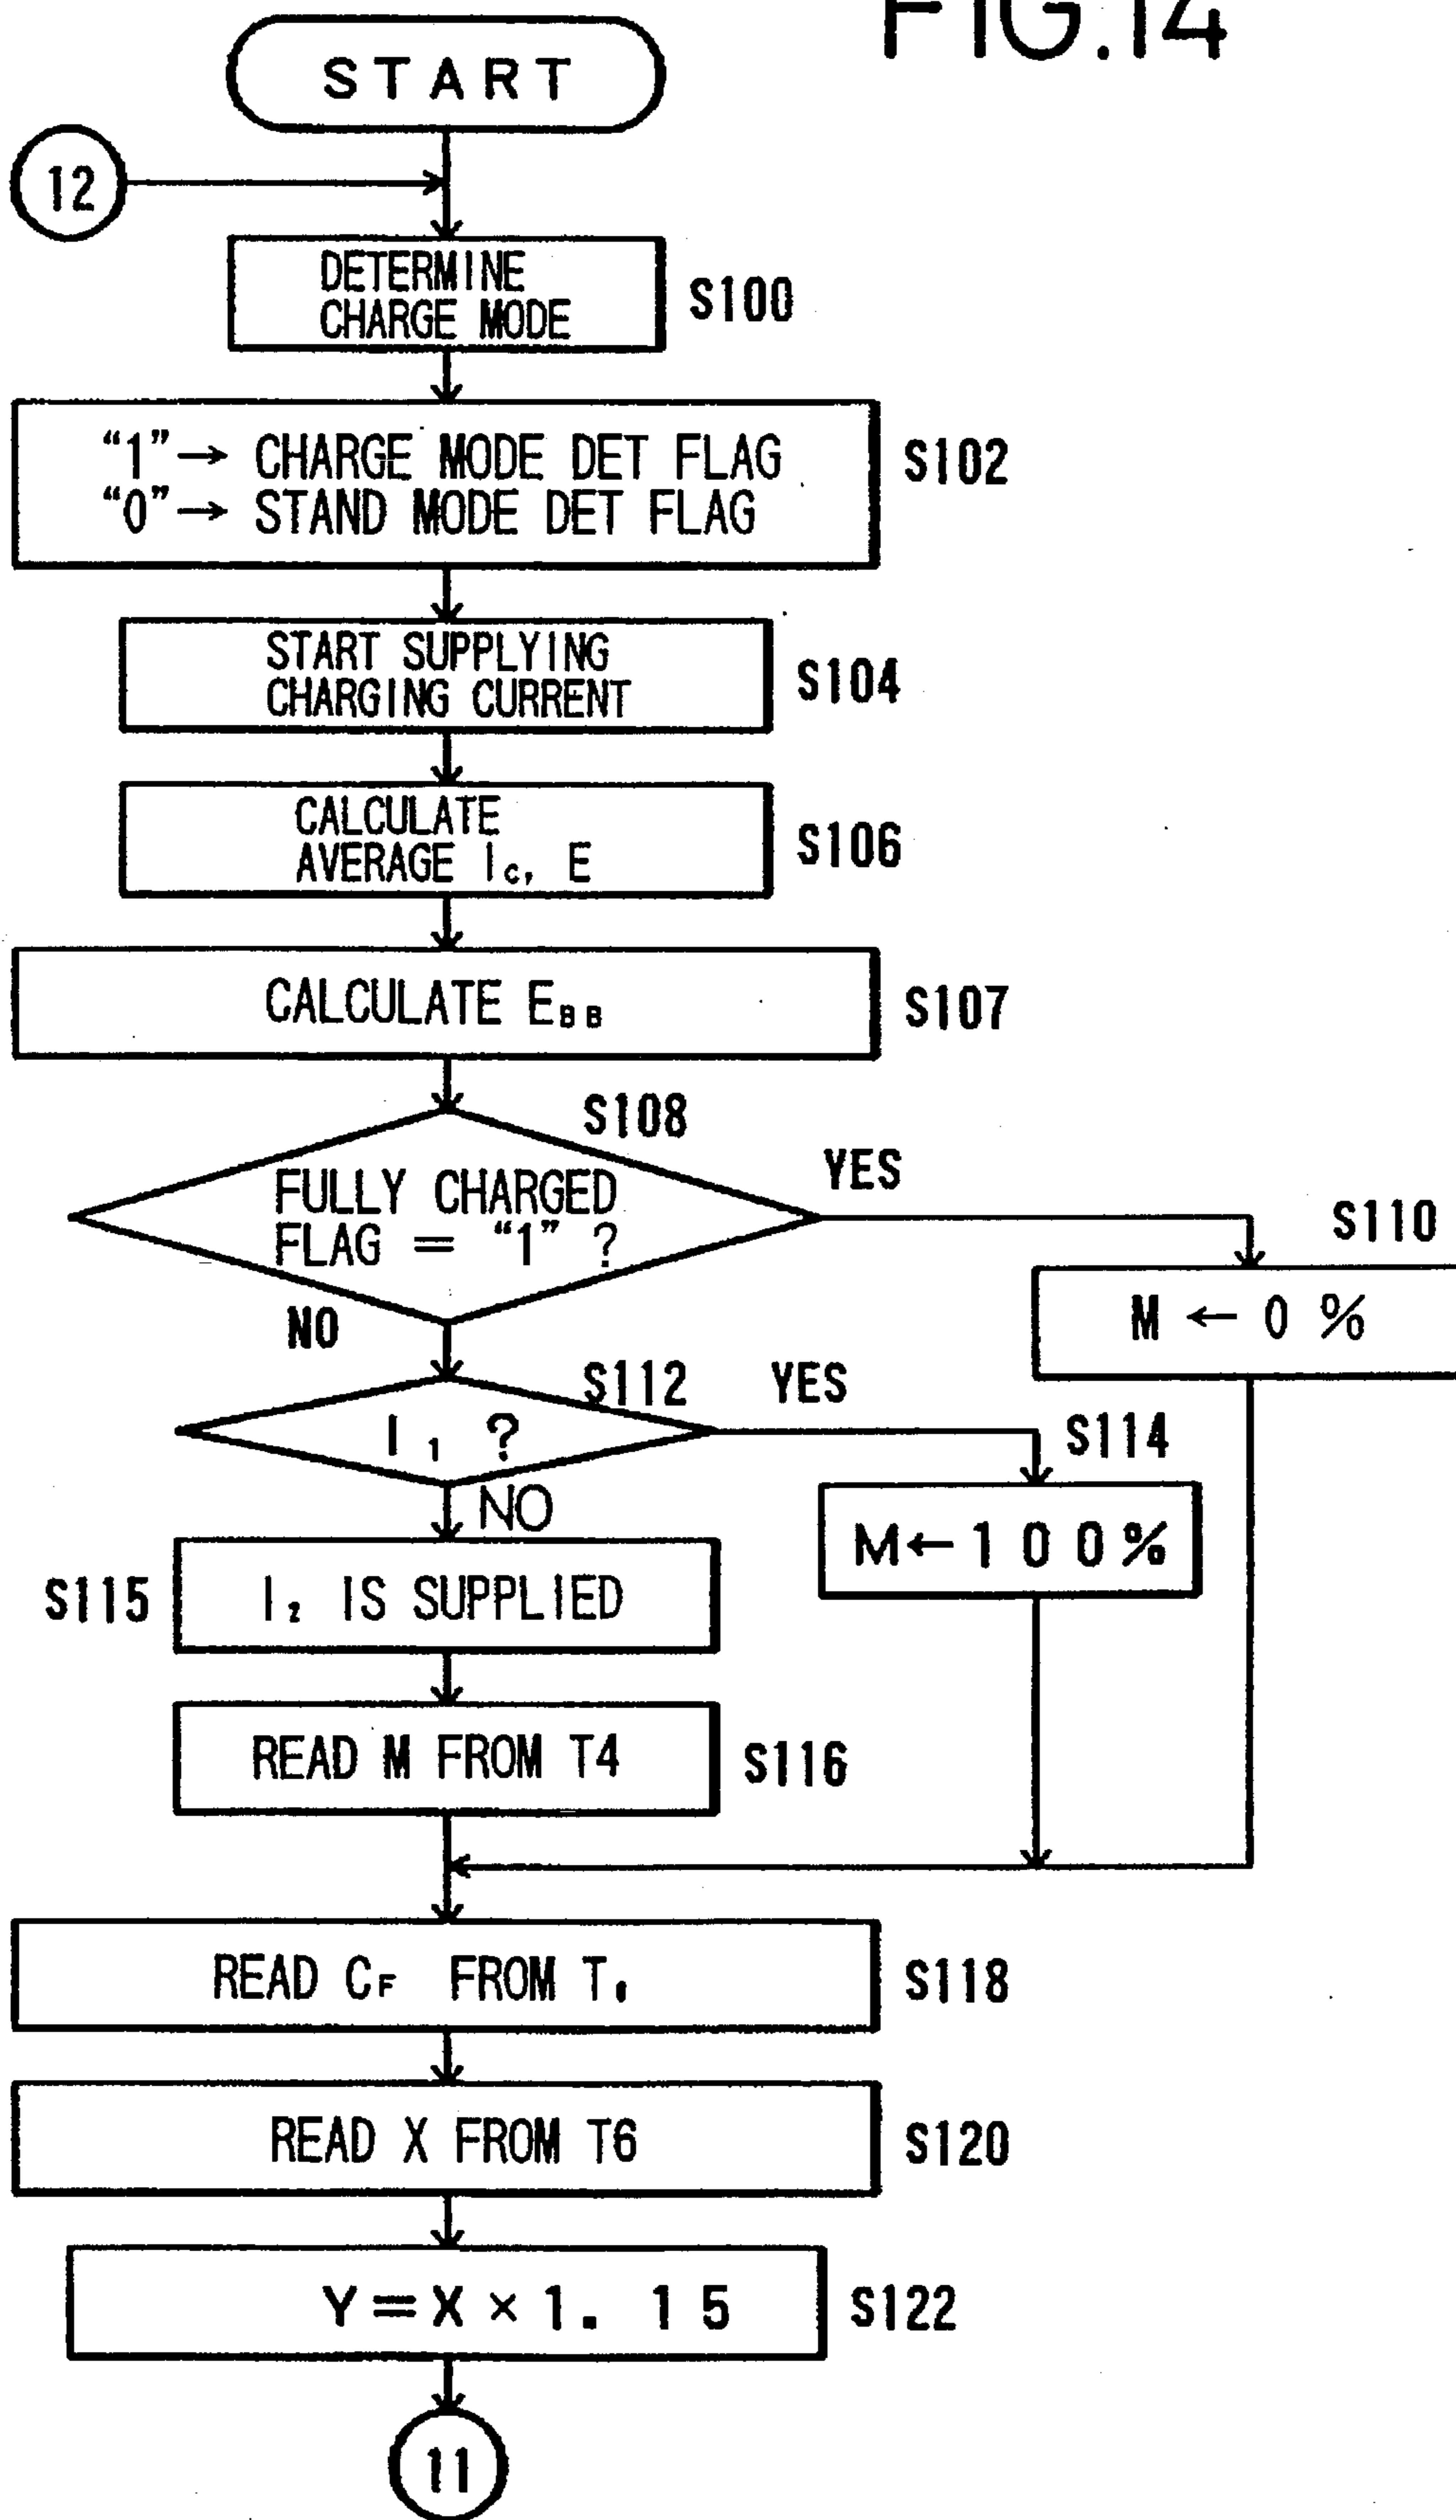 FIG.14
START
12
DETERMINE
CHARGE MODE
S100
“1”→ CHARGE MODE DET FLAG
“0”→ STAND MODE DET FLAG
S102
START SUPPLYING
CHARGING CURRENT
S104
CALCULATE
AVERAGE Ic, E
S106
CALCULATE EBB
S107
S108
FULLY CHARGED
FLAG = “1” ?
YES
NO
S110
M ← 0 %
S112
I1 ?
YES
NO
S114
M←100%
S115
I2 IS SUPPLIED
READ M FROM T4
S116
READ CF FROM
S118
READ X FROM T6
S120
Y=X×1.15
S122
11